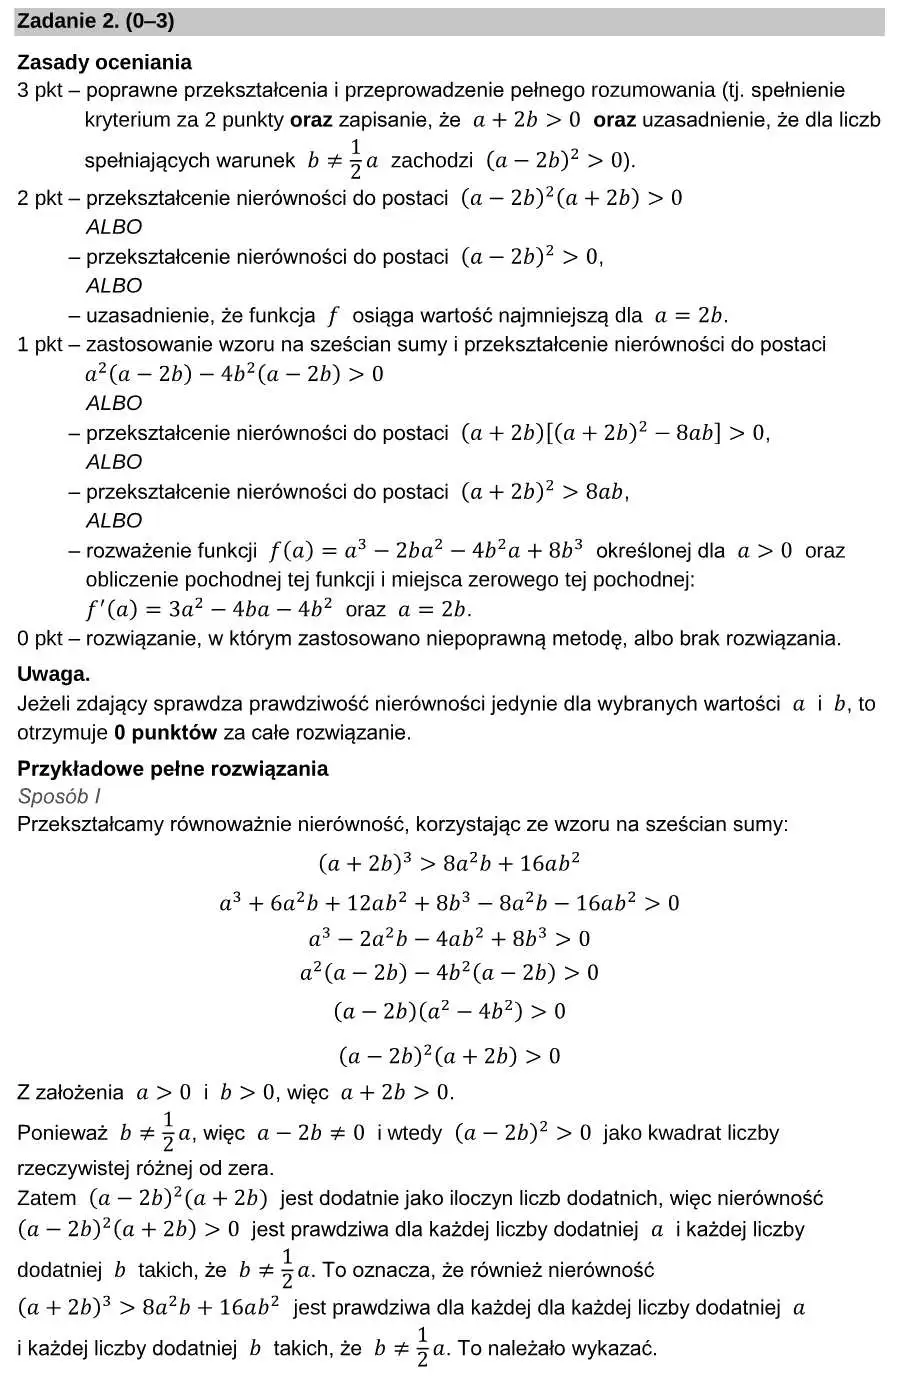 Zadanie 2. (0–3)
Zasady oceniania
3 pkt – poprawne przekształcenia i przeprowadzenie pełnego rozumowania (tj. spełnienie
kryterium za 2 punkty oraz zapisanie, że a + 2b > 0 oraz uzasadnienie, że dla liczb
spełniających warunek b ≠ 1/2 a zachodzi (a − 2b)² > 0).
2 pkt – przekształcenie nierówności do postaci (a − 2b)²(a + 2b) > 0
ALBO
– przekształcenie nierówności do postaci (a − 2b)² > 0,
ALBO
– uzasadnienie, że funkcja f osiąga wartość najmniejszą dla a = 2b.
1 pkt – zastosowanie wzoru na sześcian sumy i przekształcenie nierówności do postaci
a²(a − 2b) − 4b²(a − 2b) > 0
ALBO
– przekształcenie nierówności do postaci (a + 2b)[(a + 2b)² − 8ab] > 0,
ALBO
– przekształcenie nierówności do postaci (a + 2b)² > 8ab,
ALBO
– rozważenie funkcji f(a) = a³ − 2ba² − 4b²a + 8b³ określonej dla a > 0 oraz
obliczenie pochodnej tej funkcji i miejsca zerowego tej pochodnej:
f′(a) = 3a² − 4ba − 4b² oraz a = 2b.
0 pkt – rozwiązanie, w którym zastosowano niepoprawną metodę, albo brak rozwiązania.
Uwaga.
Jeżeli zdający sprawdza prawdziwość nierówności jedynie dla wybranych wartości a i b, to
otrzymuje 0 punktów za całe rozwiązanie.
Przykładowe pełne rozwiązania
Sposób I
Przekształcamy równoważnie nierówność, korzystając ze wzoru na sześcian sumy:
(a + 2b)³ > 8a²b + 16ab²
a³ + 6a²b + 12ab² + 8b³ − 8a²b − 16ab² > 0
a³ − 2a²b − 4ab² + 8b³ > 0
a²(a − 2b) − 4b²(a − 2b) > 0
(a − 2b)(a² − 4b²) > 0
(a − 2b)²(a + 2b) > 0
Z założenia a > 0 i b > 0, więc a + 2b > 0.
Ponieważ b ≠ 1/2 a, więc a − 2b ≠ 0 i wtedy (a − 2b)² > 0 jako kwadrat liczby
rzeczywistej różnej od zera.
Zatem (a − 2b)²(a + 2b) jest dodatnie jako iloczyn liczb dodatnich, więc nierówność
(a − 2b)²(a + 2b) > 0 jest prawdziwa dla każdej liczby dodatniej a i każdej liczby
dodatniej b takich, że b ≠ 1/2 a. To oznacza, że również nierówność
(a + 2b)³ > 8a²b + 16ab² jest prawdziwa dla każdej dla każdej liczby dodatniej a
i każdej liczby dodatniej b takich, że b ≠ 1/2 a. To należało wykazać.